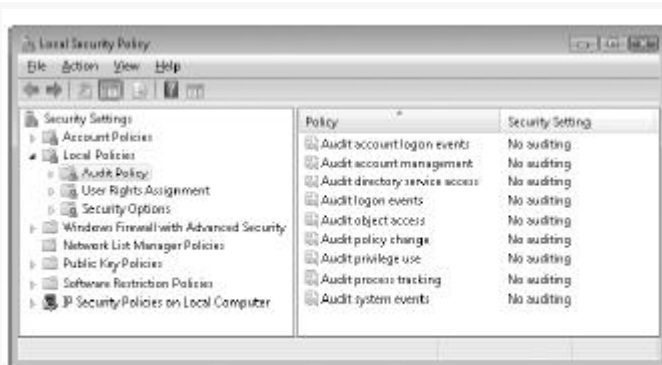 Local Security Policy
File Action View Help
Security Settings
Account Policies
Local Policies
Audit Policy
User Rights Assignment
Security Options
Windows Firewall with Advanced Security
Network List Manager Policies
Public Key Policies
Software Restriction Policies
IP Security Policies on Local Computer
Policy Security Setting
Audit account logon events No auditing
Audit account management No auditing
Audit directory service access No auditing
Audit logon events No auditing
Audit object access No auditing
Audit policy change No auditing
Audit privilege use No auditing
Audit process tracking No auditing
Audit system events No auditing